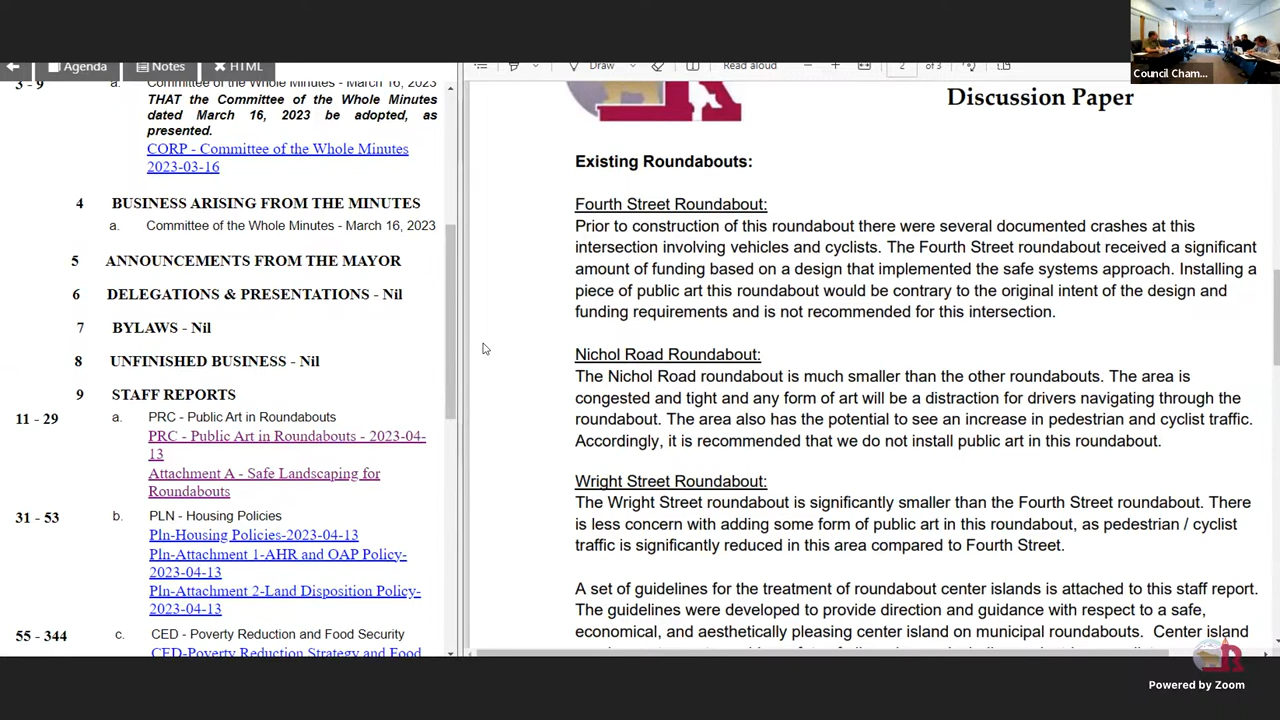 Agenda Notes HTML
3 - 9 a. Committee of the Whole Minutes - March 16, 2023
THAT the Committee of the Whole Minutes
dated March 16, 2023 be adopted, as
presented.
CORP - Committee of the Whole Minutes
2023-03-16
4 BUSINESS ARISING FROM THE MINUTES
a. Committee of the Whole Minutes - March 16, 2023
5 ANNOUNCEMENTS FROM THE MAYOR
6 DELEGATIONS & PRESENTATIONS - Nil
7 BYLAWS - Nil
8 UNFINISHED BUSINESS - Nil
9 STAFF REPORTS
11 - 29 a. PRC - Public Art in Roundabouts
PRC - Public Art in Roundabouts - 2023-04-
13
Attachment A - Safe Landscaping for
Roundabouts
31 - 53 b. PLN - Housing Policies
Pln-Housing Policies-2023-04-13
Pln-Attachment 1-AHR and OAP Policy-
2023-04-13
Pln-Attachment 2-Land Disposition Policy-
2023-04-13
55 - 344 c. CED - Poverty Reduction and Food Security
CED-Poverty Reduction Strategy and Food
Draw Read aloud 2 of 3
R
Discussion Paper
Existing Roundabouts:
Fourth Street Roundabout:
Prior to construction of this roundabout there were several documented crashes at this
intersection involving vehicles and cyclists. The Fourth Street roundabout received a significant
amount of funding based on a design that implemented the safe systems approach. Installing a
piece of public art this roundabout would be contrary to the original intent of the design and
funding requirements and is not recommended for this intersection.
Nichol Road Roundabout:
The Nichol Road roundabout is much smaller than the other roundabouts. The area is
congested and tight and any form of art will be a distraction for drivers navigating through the
roundabout. The area also has the potential to see an increase in pedestrian and cyclist traffic.
Accordingly, it is recommended that we do not install public art in this roundabout.
Wright Street Roundabout:
The Wright Street roundabout is significantly smaller than the Fourth Street roundabout. There
is less concern with adding some form of public art in this roundabout, as pedestrian / cyclist
traffic is significantly reduced in this area compared to Fourth Street.
A set of guidelines for the treatment of roundabout center islands is attached to this staff report.
The guidelines were developed to provide direction and guidance with respect to a safe,
economical, and aesthetically pleasing center island on municipal roundabouts. Center island
Council Cham...
Powered by Zoom